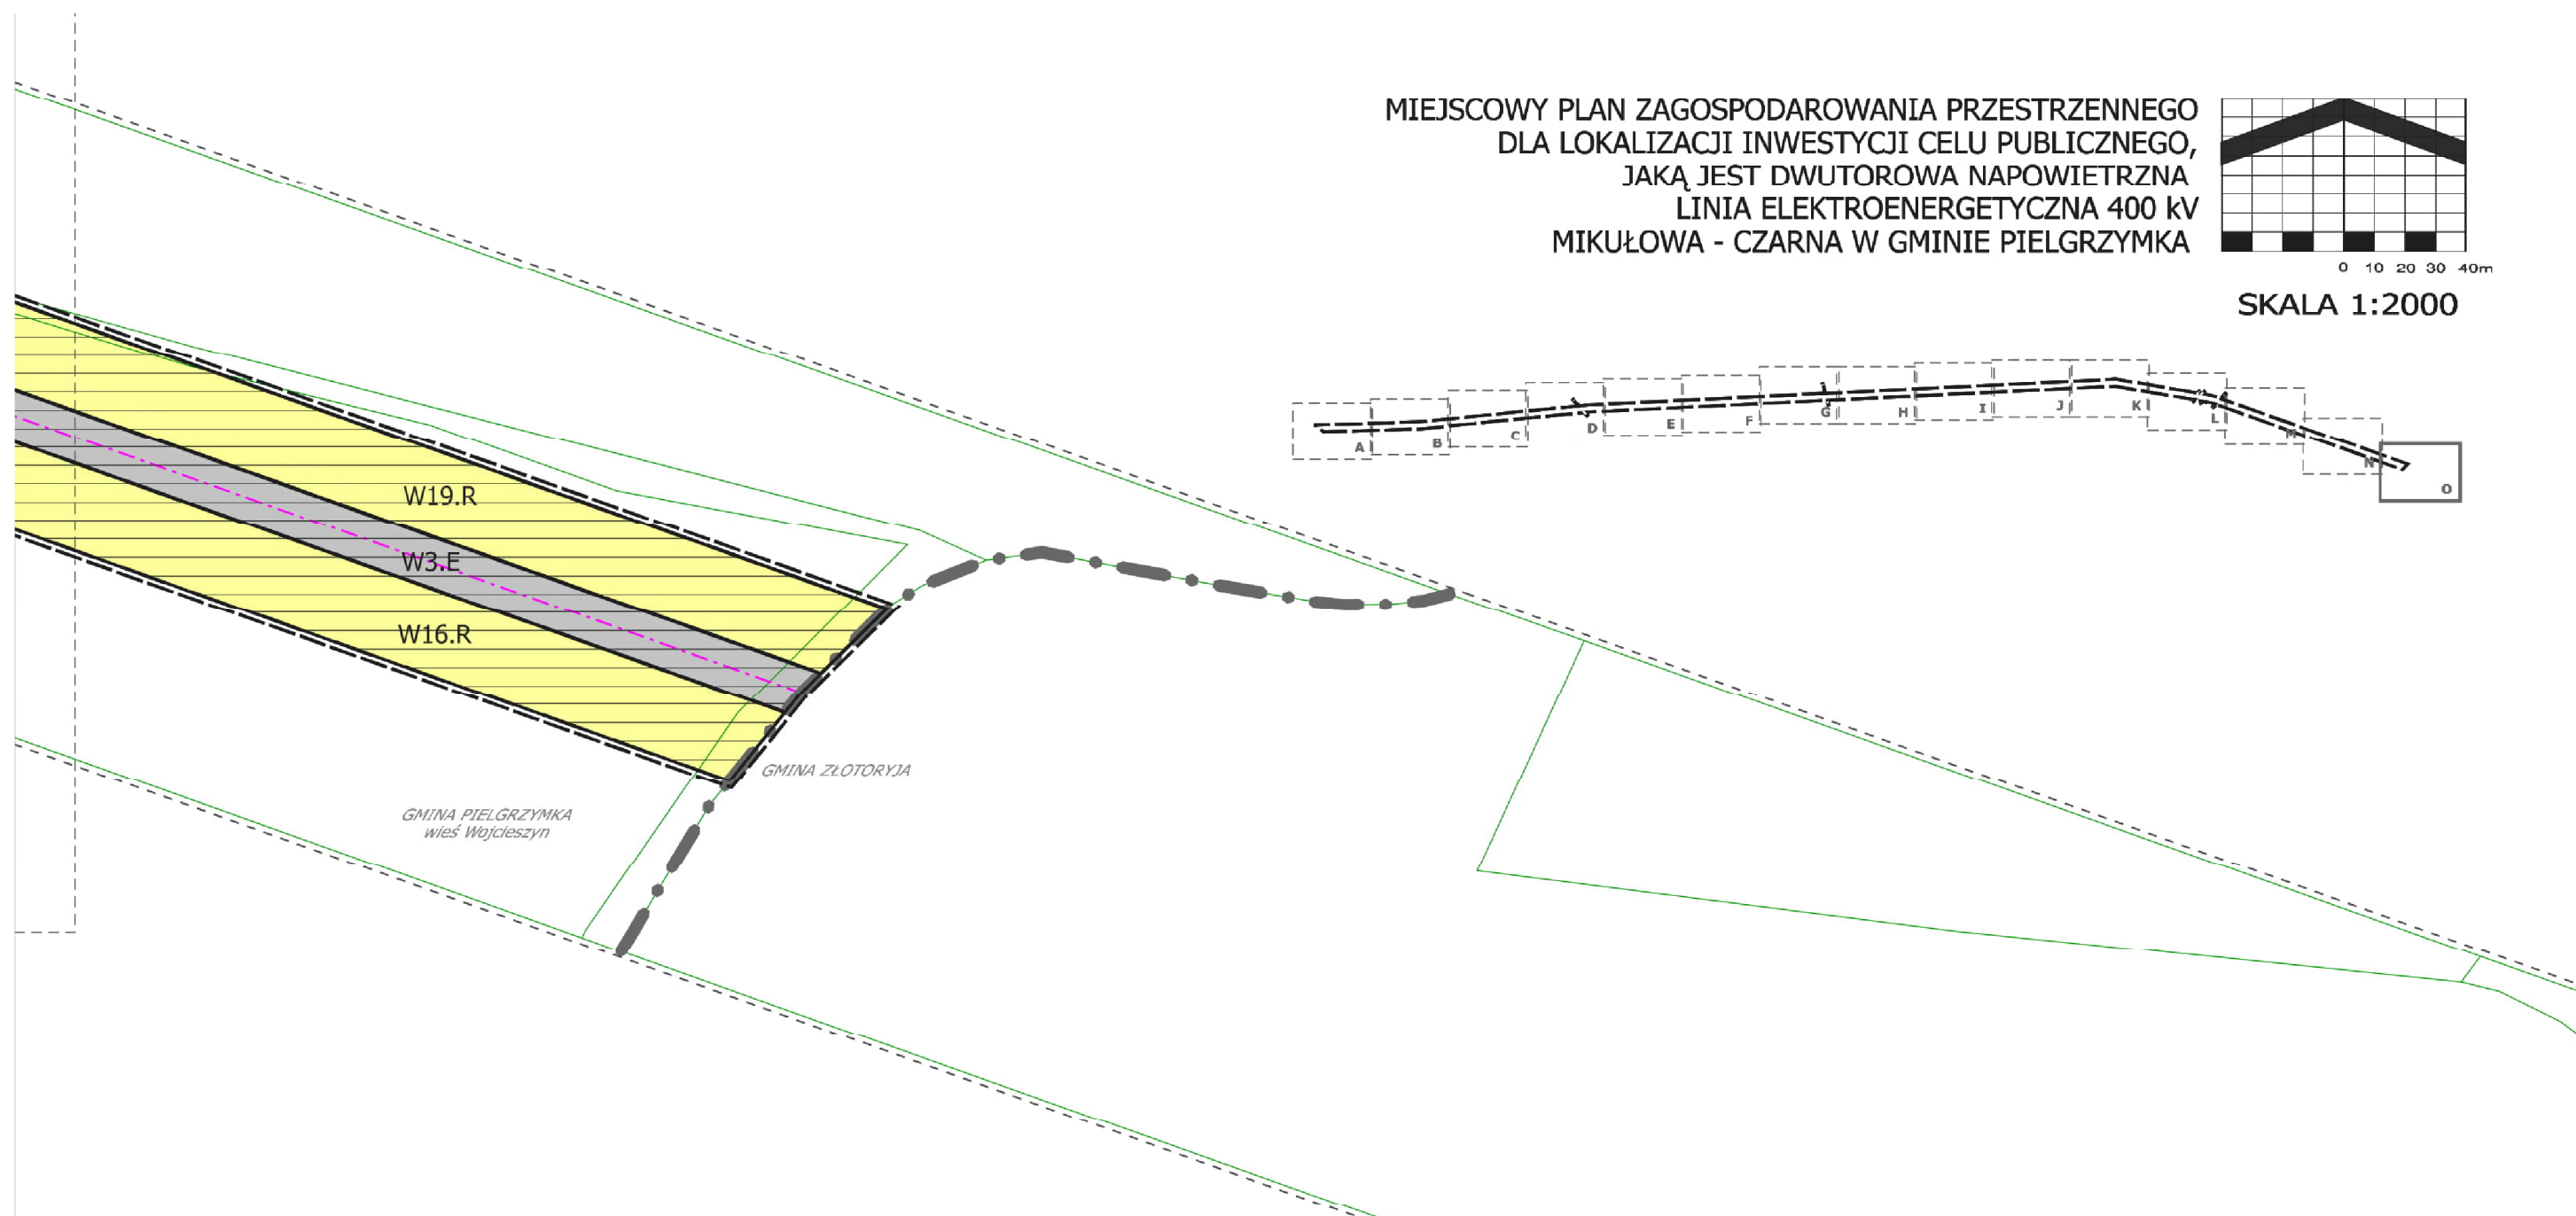 MIEJSCOWY PLAN ZAGOSPODAROWANIA PRZESTRZENNEGO
DLA LOKALIZACJI INWESTYCJI CELU PUBLICZNEGO,
JAKĄ JEST DWUTOROWA NAPOWIETRZNA
LINIA ELEKTROENERGETYCZNA 400 kV
MIKUŁOWA - CZARNA W GMINIE PIELGRZYMKA
0 10 20 30 40m
SKALA 1:2000
A B C D E F G H I J K L M N O
W19.R
W3.E
W16.R
GMINA ZŁOTORYJA
GMINA PIELGRZYMKA
wieś Wojcieszyn